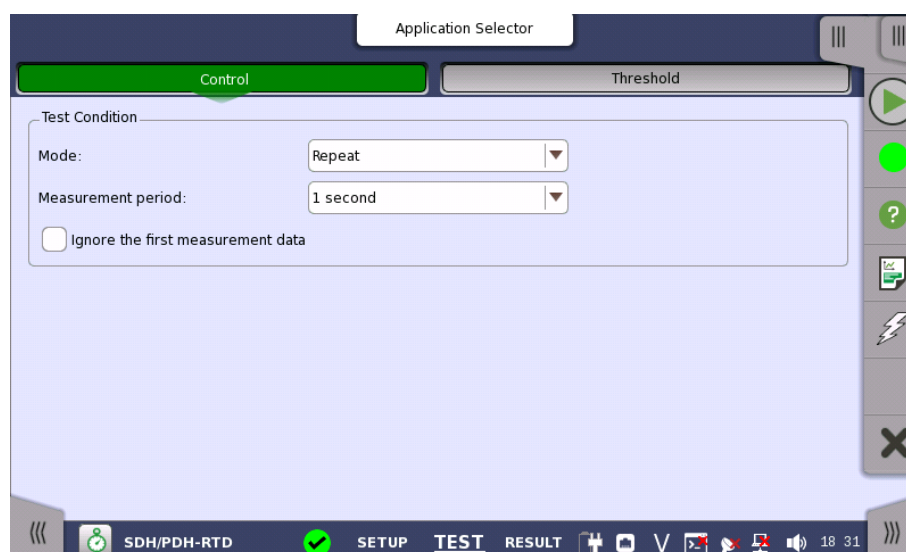 Application Selector
Control Threshold
Test Condition
Mode: Repeat
Measurement period: 1 second
Ignore the first measurement data
SDH/PDH-RTD SETUP TEST RESULT 18 31